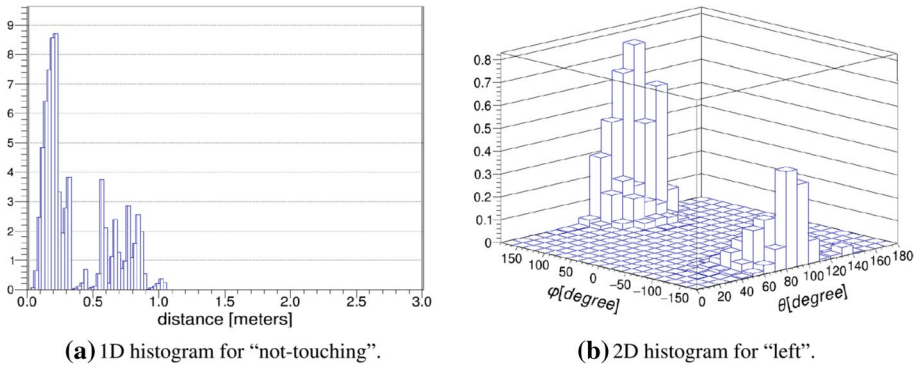 9
8
7
6
5
4
3
2
1
0
0.0 0.5 1.0 1.5 2.0 2.5 3.0
distance [meters]
(a) 1D histogram for “not-touching”.
0.8
0.7
0.6
0.5
0.4
0.3
0.2
0.1
0
150 100 50 0 -50 -100 -150
φ[degree]
0 20 40 60 80 100 120 140 160 180
θ[degree]
(b) 2D histogram for “left”.